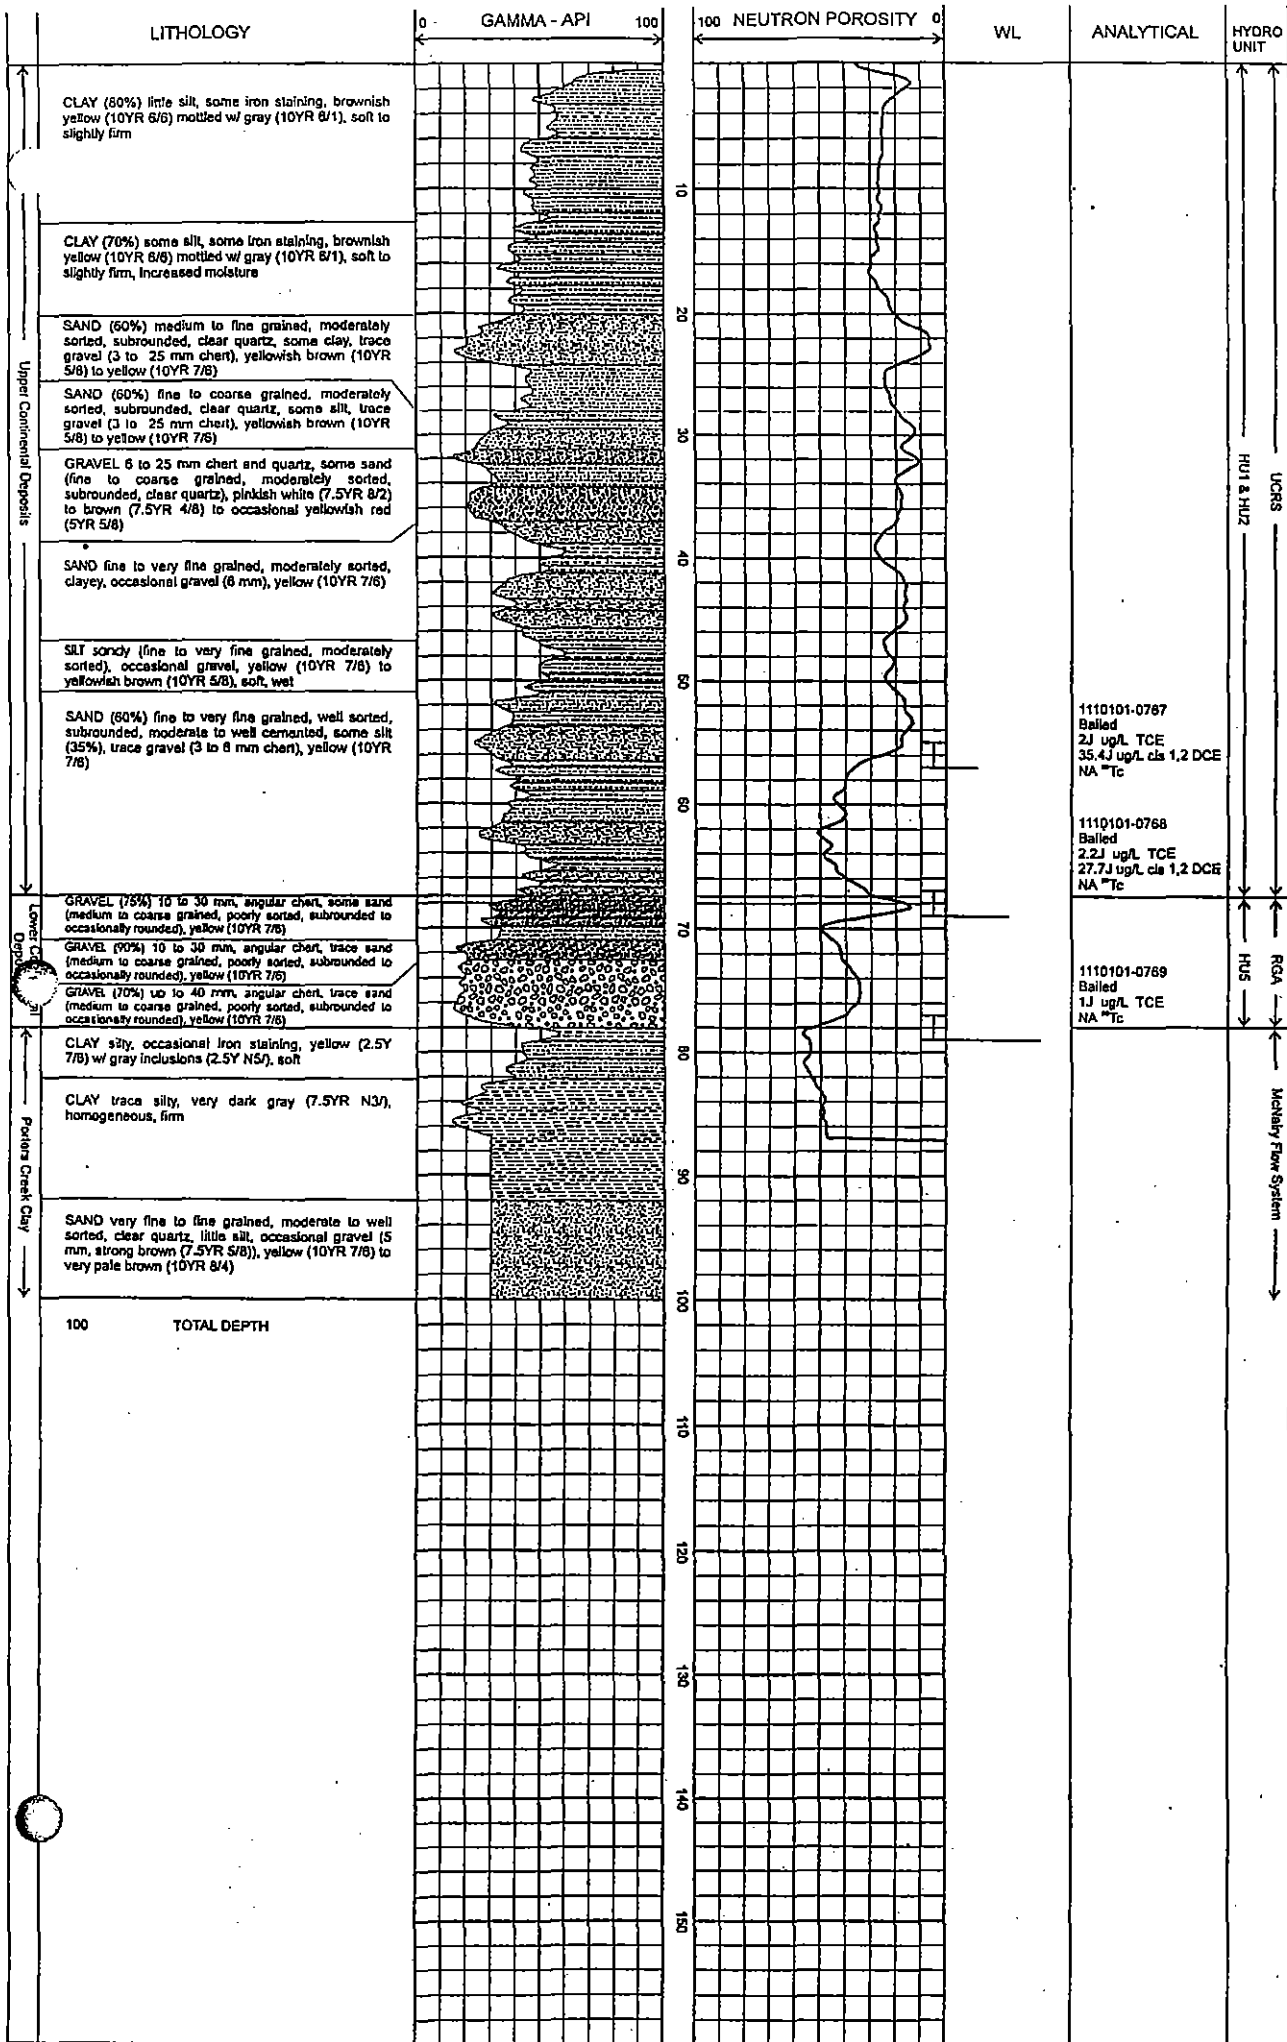 LITHOLOGY
0 GAMMA - API 100
100 NEUTRON POROSITY 0
WL
ANALYTICAL
HYDRO
UNIT
CLAY (80%) little silt, some iron staining, brownish
yellow (10YR 6/6) mottled w/ gray (10YR 6/1), soft to
slightly firm
CLAY (70%) some silt, some iron staining, brownish
yellow (10YR 6/6) mottled w/ gray (10YR 6/1), soft to
slightly firm, increased moisture
SAND (60%) medium to fine grained, moderately
sorted, subrounded, clear quartz, some clay, trace
gravel (3 to 25 mm chert), yellowish brown (10YR
5/8) to yellow (10YR 7/6)
SAND (60%) fine to coarse grained, moderately
sorted, subrounded, clear quartz, some silt, trace
gravel (3 to 25 mm chert), yellowish brown (10YR
5/8) to yellow (10YR 7/6)
GRAVEL 6 to 25 mm chert and quartz, some sand
(fine to coarse grained, moderately sorted,
subrounded, clear quartz), pinkish white (7.5YR 8/2)
to brown (7.5YR 4/6) to occasional yellowish red
(5YR 5/8)
SAND fine to very fine grained, moderately sorted,
clayey, occasional gravel (6 mm), yellow (10YR 7/6)
SILT sandy (fine to very fine grained, moderately
sorted), occasional gravel, yellow (10YR 7/6) to
yellowish brown (10YR 5/8), soft, wet
SAND (60%) fine to very fine grained, well sorted,
subrounded, moderate to well cemented, some silt
(35%), trace gravel (3 to 6 mm chert), yellow (10YR
7/6)
GRAVEL (75%) 10 to 30 mm, angular chert, some sand
(medium to coarse grained, poorly sorted, subrounded to
occasionally rounded), yellow (10YR 7/6)
GRAVEL (90%) 10 to 30 mm, angular chert, trace sand
(medium to coarse grained, poorly sorted, subrounded to
occasionally rounded), yellow (10YR 7/6)
GRAVEL (70%) up to 40 mm, angular chert, trace sand
(medium to coarse grained, poorly sorted, subrounded to
occasionally rounded), yellow (10YR 7/6)
CLAY silty, occasional iron staining, yellow (2.5Y
7/6) w/ gray inclusions (2.5Y N5/), soft
CLAY trace silty, very dark gray (7.5YR N3/),
homogeneous, firm
SAND very fine to fine grained, moderate to well
sorted, clear quartz, little silt, occasional gravel (5
mm, strong brown (7.5YR 5/8)), yellow (10YR 7/6) to
very pale brown (10YR 8/4)
100 TOTAL DEPTH
Upper Continental Deposits
Lower
Porters Creek Clay
10
20
30
40
50
60
70
80
90
100
110
120
130
140
150
1110101-0767
Bailed
2J ug/L TCE
35.4J ug/L cis 1,2 DCE
NA Tc
1110101-0768
Bailed
2.2J ug/L TCE
27.7J ug/L cis 1,2 DCE
NA Tc
1110101-0769
Bailed
1J ug/L TCE
NA Tc
HU1 & HU2
UCRS
HU5
RGA
McNairy Flow System